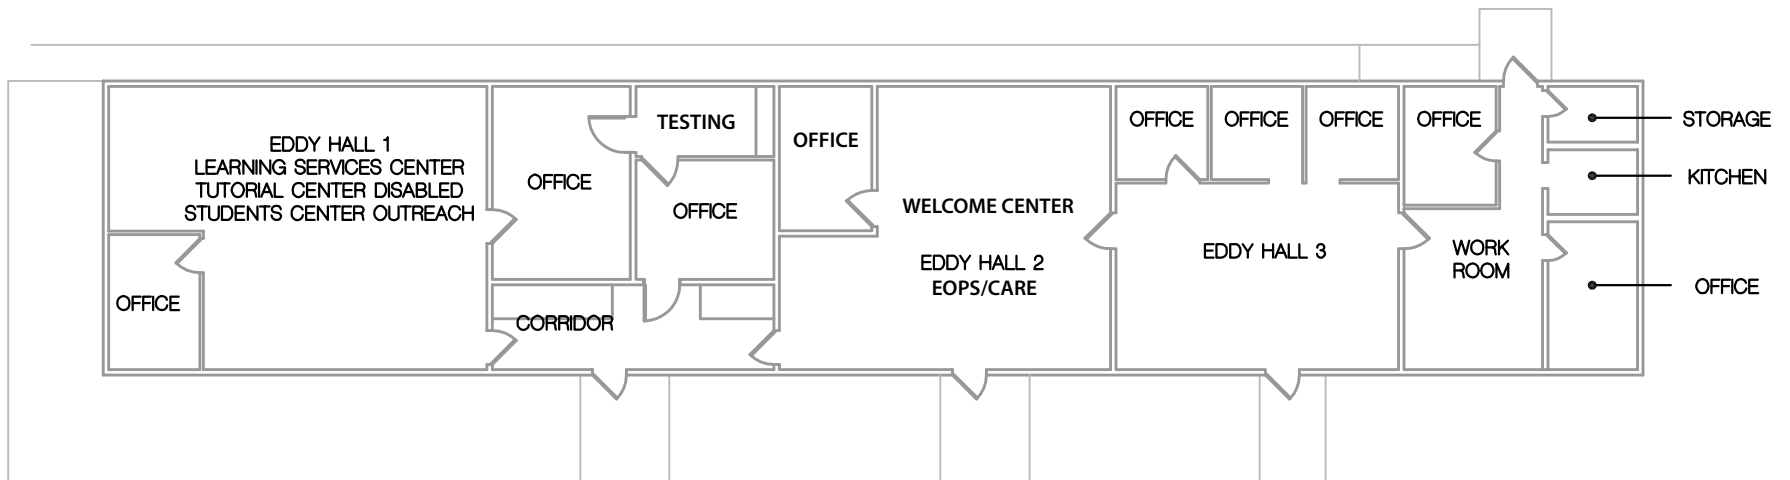 EDDY HALL 1
LEARNING SERVICES CENTER
TUTORIAL CENTER DISABLED
STUDENTS CENTER OUTREACH
OFFICE
OFFICE
TESTING
OFFICE
CORRIDOR
OFFICE
WELCOME CENTER
EDDY HALL 2
EOPS/CARE
OFFICE
OFFICE
OFFICE
EDDY HALL 3
OFFICE
WORK
ROOM
STORAGE
KITCHEN
OFFICE